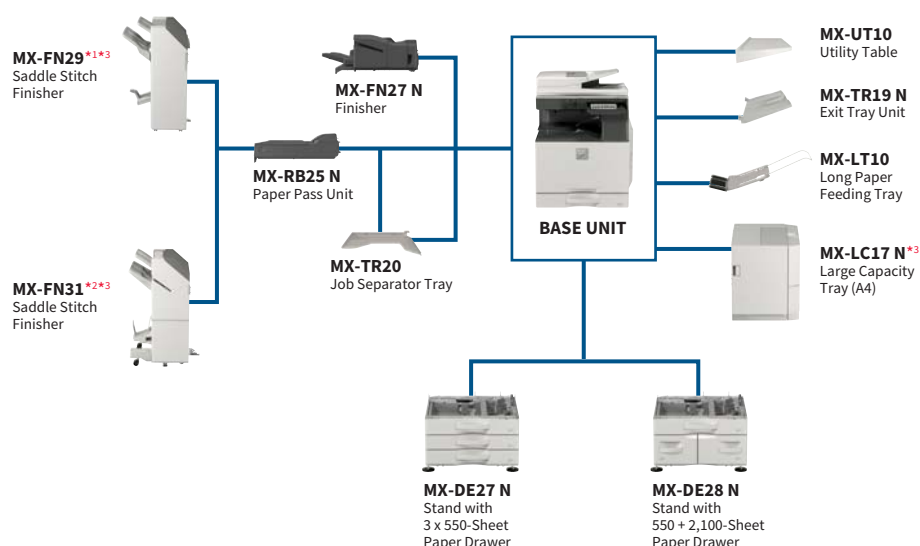 MX-FN29*1*3
Saddle Stitch
Finisher
MX-FN27 N
Finisher
MX-RB25 N
Paper Pass Unit
MX-TR20
Job Separator Tray
MX-FN31*2*3
Saddle Stitch
Finisher
BASE UNIT
MX-UT10
Utility Table
MX-TR19 N
Exit Tray Unit
MX-LT10
Long Paper
Feeding Tray
MX-LC17 N*3
Large Capacity
Tray (A4)
MX-DE27 N
Stand with
3 x 550-Sheet
Paper Drawer
MX-DE28 N
Stand with
550 + 2,100-Sheet
Paper Drawer